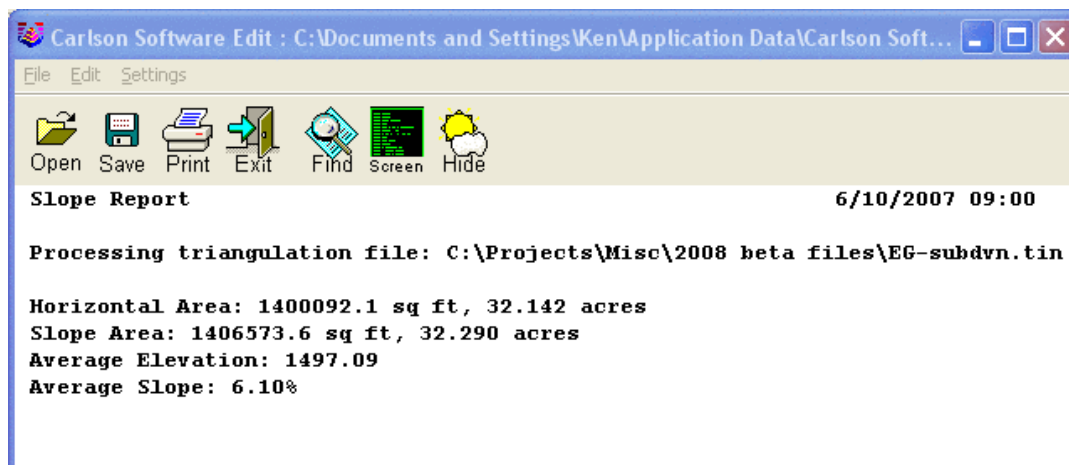 Carlson Software Edit : C:\Documents and Settings\Ken\Application Data\Carlson Soft...
File Edit Settings
Open Save Print Exit Find Screen Hide
Slope Report 6/10/2007 09:00
Processing triangulation file: C:\Projects\Misc\2008 beta files\EG-subdvn.tin
Horizontal Area: 1400092.1 sq ft, 32.142 acres
Slope Area: 1406573.6 sq ft, 32.290 acres
Average Elevation: 1497.09
Average Slope: 6.10%